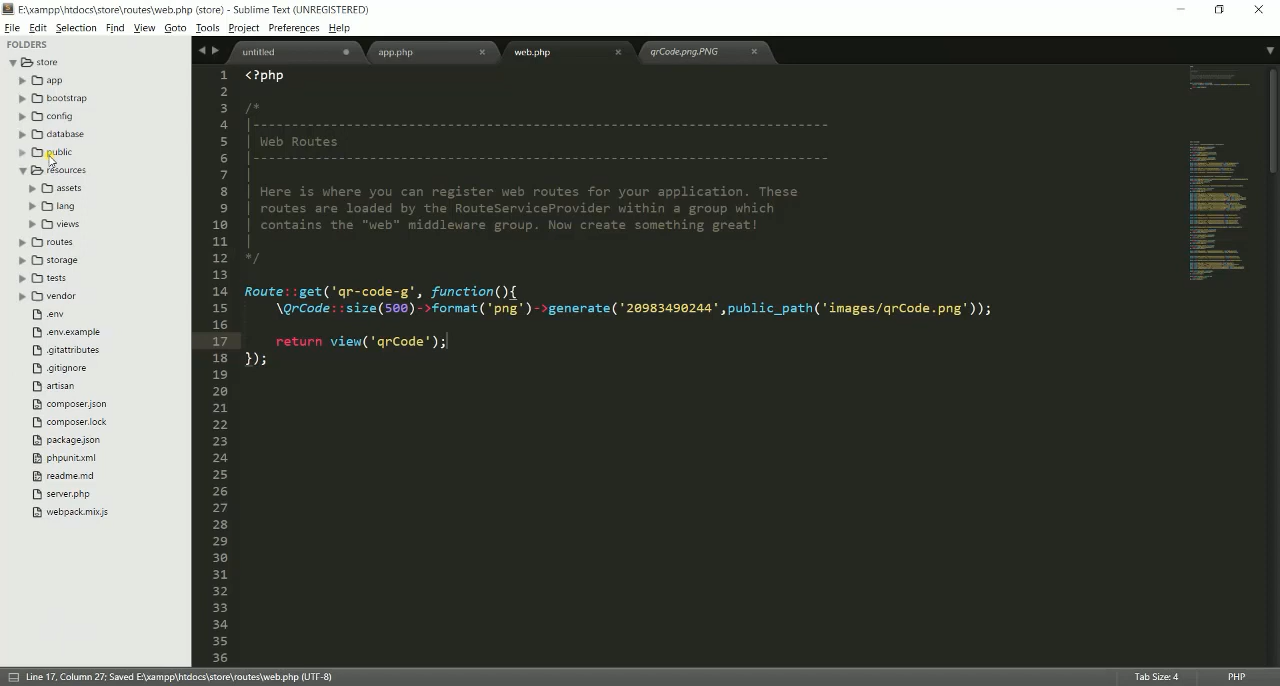 E:\xampp\htdocs\store\routes\web.php (store) - Sublime Text (UNREGISTERED)
File Edit Selection Find View Goto Tools Project Preferences Help
FOLDERS
store
app
bootstrap
config
database
public
resources
assets
lang
views
routes
storage
tests
vendor
.env
.env.example
.gitattributes
.gitignore
artisan
composer.json
composer.lock
package.json
phpunit.xml
readme.md
server.php
webpack.mix.js
untitled app.php web.php qrCode.png.PNG
1 <?php
2
3 /*
4 |--------------------------------------------------------------------------
5 | Web Routes
6 |--------------------------------------------------------------------------
7 |
8 | Here is where you can register web routes for your application. These
9 | routes are loaded by the RouteServiceProvider within a group which
10 | contains the "web" middleware group. Now create something great!
11 |
12 */
13
14 Route::get('qr-code-g', function(){
15 \QrCode::size(500)->format('png')->generate('20983490244',public_path('images/qrCode.png'));
16
17 return view('qrCode');
18 });
19
20
21
22
23
24
25
26
27
28
29
30
31
32
33
34
35
36
Line 17, Column 27; Saved E:\xampp\htdocs\store\routes\web.php (UTF-8) Tab Size: 4 PHP